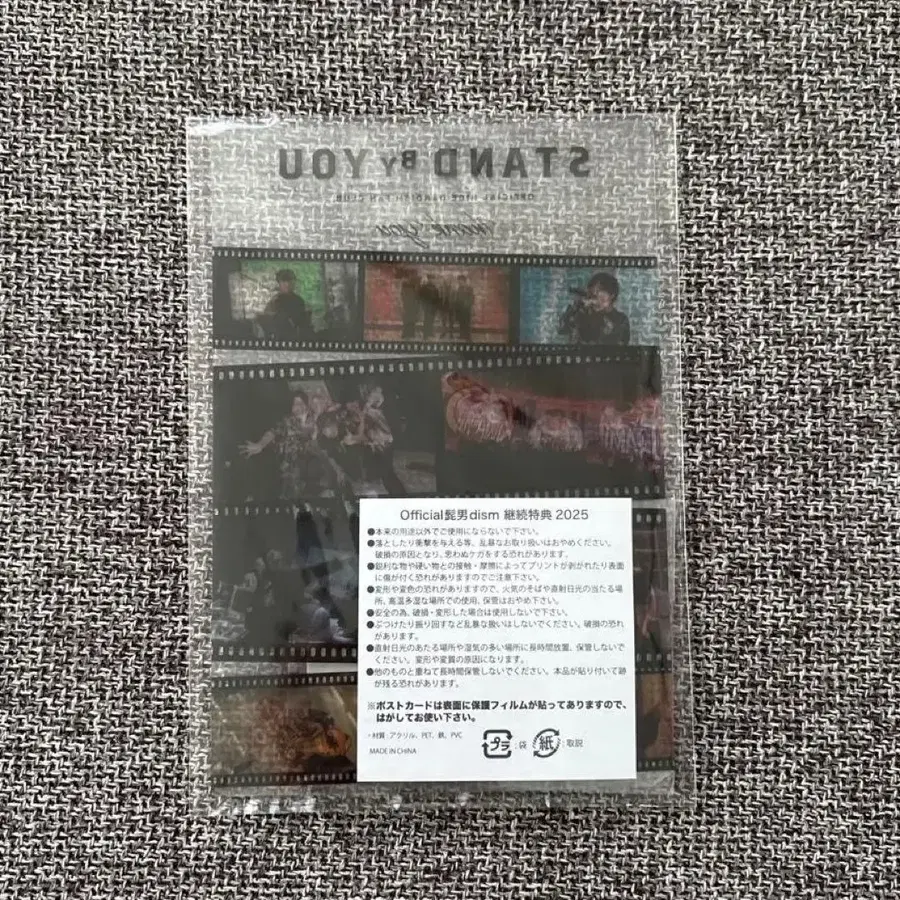 STAND BY YOU
OFFICIAL HIGE DANDISM FAN CLUB
Thank you
Official髭男dism 継続特典 2025
●本来の用途以外でご使用にならないで下さい。
●落としたり衝撃を与える等、乱暴なお取り扱いはおやめください。
破損の原因となり、思わぬケガをする恐れがあります。
●鋭利な物や硬い物との接触・摩擦によってプリントが剥がれたり表面
に傷が付く恐れがありますのでご注意下さい。
●変形や変色の恐れがありますので、火気のそばや直射日光の当たる場
所、高温多湿な場所での使用、保管はおやめ下さい。
●安全の為、破損・変形した場合は使用しないで下さい。
●ぶつけたり振り回すなど乱暴な扱いはしないでください。破損の恐れ
があります。
●直射日光のあたる場所や湿気の多い場所に長時間放置、保管しないで
ください。変形や変質の原因になります。
●他のものと重ねて長時間保管しないでください。本品が貼り付いて跡
が残る恐れがあります。
※ポストカードは表面に保護フィルムが貼ってありますので、
はがしてお使い下さい。
・材質:アクリル、PET、鉄、PVC
MADE IN CHINA
プラ:袋 紙:取説